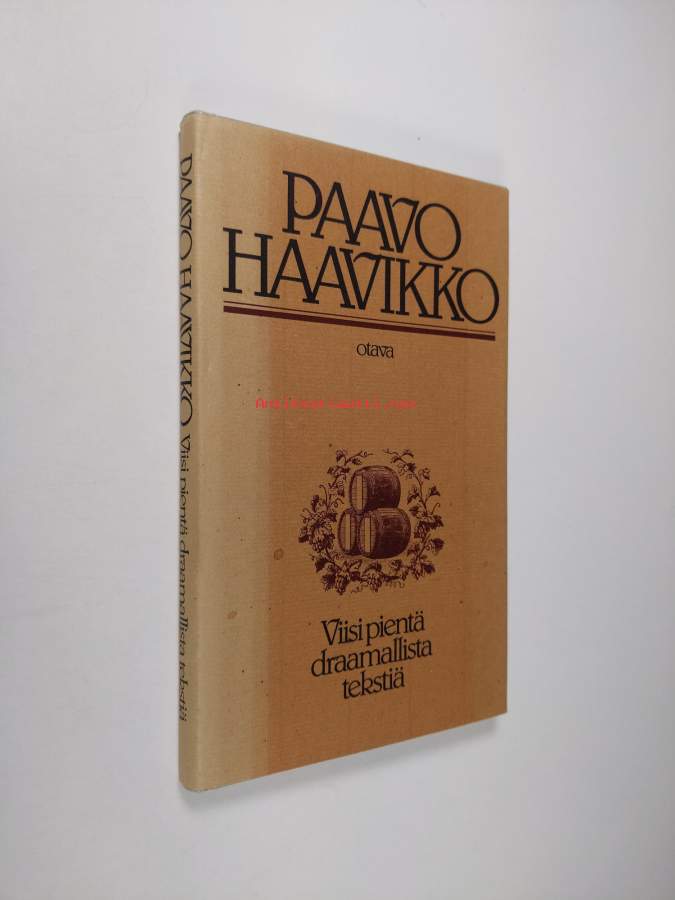 PAAVO
HAAVIKKO
otava
Viisi pientä
draamallista
tekstiä
PAAVO HAAVIKKO Viisi pientä draamallista tekstiä